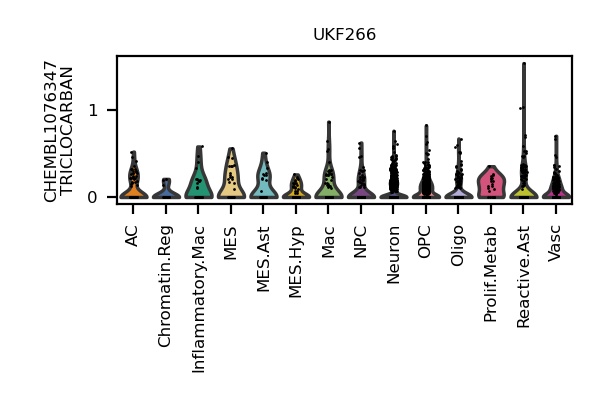 UKF266
CHEMBL1076347
TRICLOCARBAN
1
0
AC
Chromatin.Reg
Inflammatory.Mac
MES
MES.Ast
MES.Hyp
Mac
NPC
Neuron
OPC
Oligo
Prolif.Metab
Reactive.Ast
Vasc